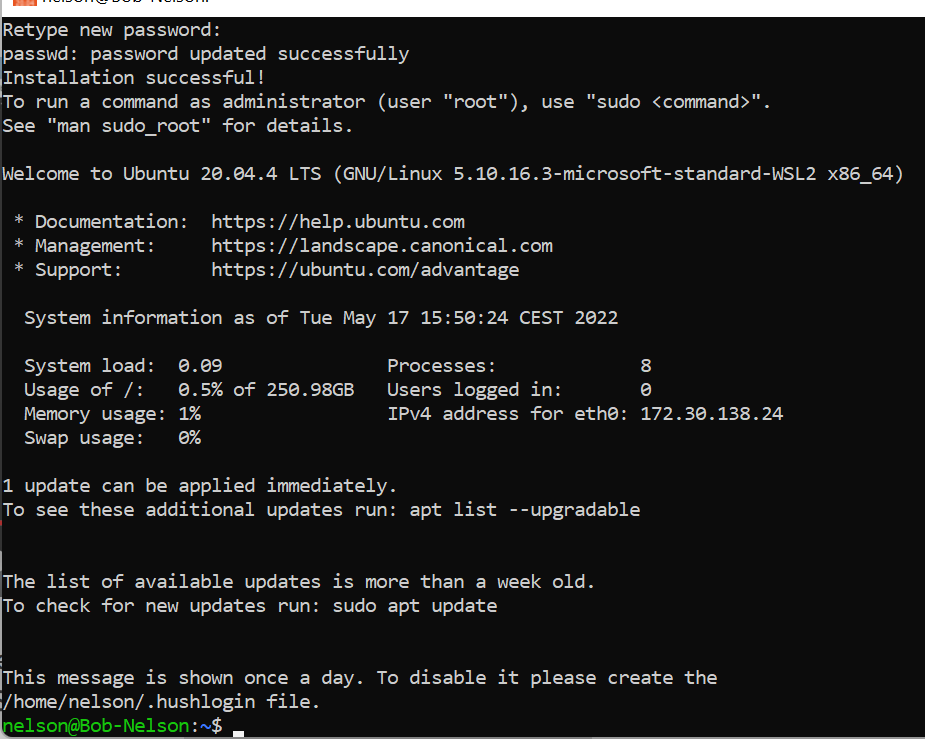 nelson@Bob-Nelson:
Retype new password:
passwd: password updated successfully
Installation successful!
To run a command as administrator (user "root"), use "sudo <command>".
See "man sudo_root" for details.

Welcome to Ubuntu 20.04.4 LTS (GNU/Linux 5.10.16.3-microsoft-standard-WSL2 x86_64)

 * Documentation:  https://help.ubuntu.com
 * Management:     https://landscape.canonical.com
 * Support:        https://ubuntu.com/advantage

  System information as of Tue May 17 15:50:24 CEST 2022

  System load:  0.09               Processes:             8
  Usage of /:   0.5% of 250.98GB   Users logged in:       0
  Memory usage: 1%                 IPv4 address for eth0: 172.30.138.24
  Swap usage:   0%

1 update can be applied immediately.
To see these additional updates run: apt list --upgradable


The list of available updates is more than a week old.
To check for new updates run: sudo apt update


This message is shown once a day. To disable it please create the
/home/nelson/.hushlogin file.
nelson@Bob-Nelson:~$